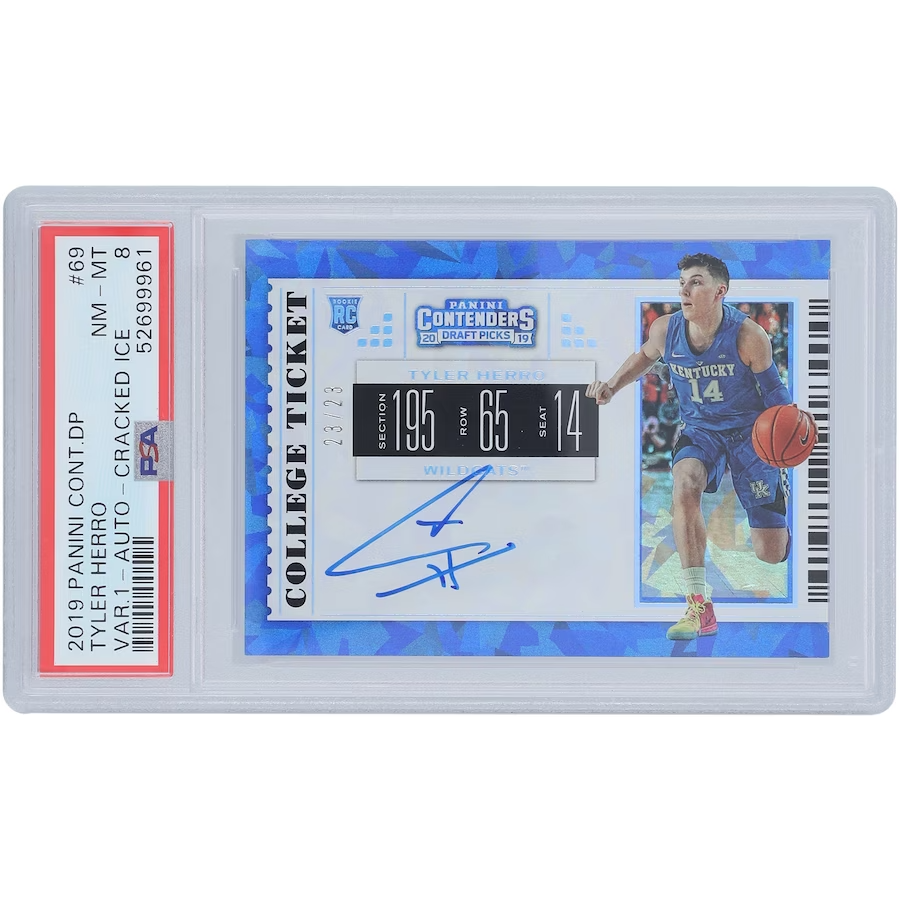 2019 PANINI CONT.DP #69
TYLER HERRO NM-MT
VAR.1-AUTO-CRACKED ICE 8
52699961
PSA
COLLEGE TICKET
ROOKIE
RC
CARD
PANINI
CONTENDERS
2019 DRAFT PICKS
TYLER HERRO
23/23
SECTION 195 ROW 65 SEAT 14
WILDCATS™
KENTUCKY
14
UK